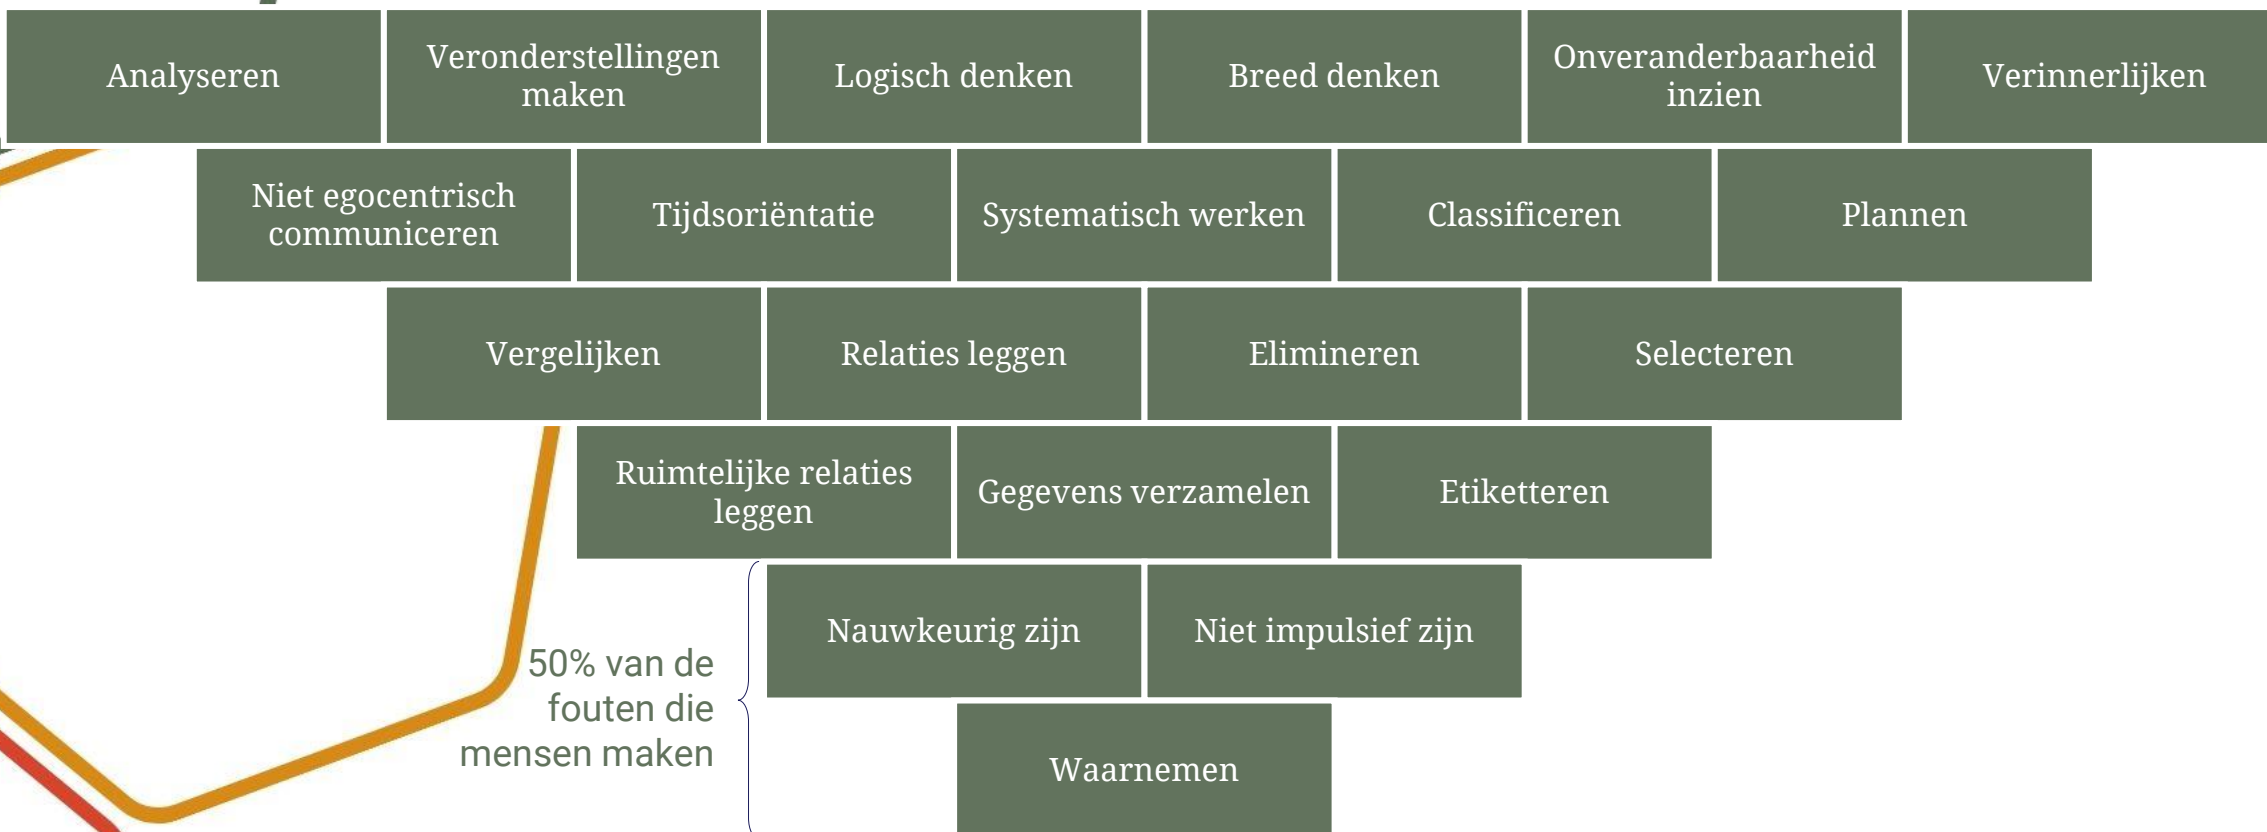 Analyseren
Veronderstellingen
maken
Logisch denken
Breed denken
Onveranderbaarheid
inzien
Verinnerlijken
Niet egocentrisch
communiceren
Tijdsoriëntatie
Systematisch werken
Classificeren
Plannen
Vergelijken
Relaties leggen
Elimineren
Selecteren
Ruimtelijke relaties
leggen
Gegevens verzamelen
Etiketteren
Nauwkeurig zijn
Niet impulsief zijn
50% van de
fouten die
mensen maken
Waarnemen